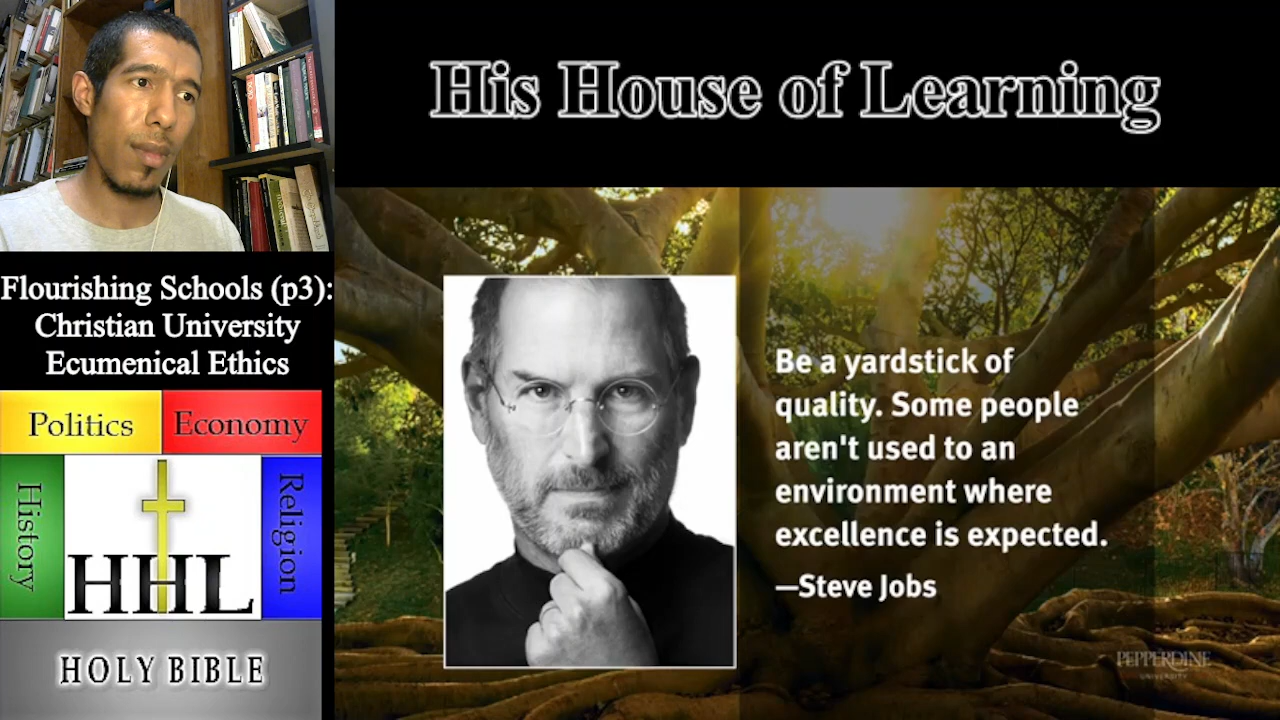 His House of Learning
Flourishing Schools (p3):
Christian University
Ecumenical Ethics
Politics
Economy
History
Religion
HHL
HOLY BIBLE
Be a yardstick of
quality. Some people
aren't used to an
environment where
excellence is expected.
—Steve Jobs
PEPPERDINE
UNIVERSITY